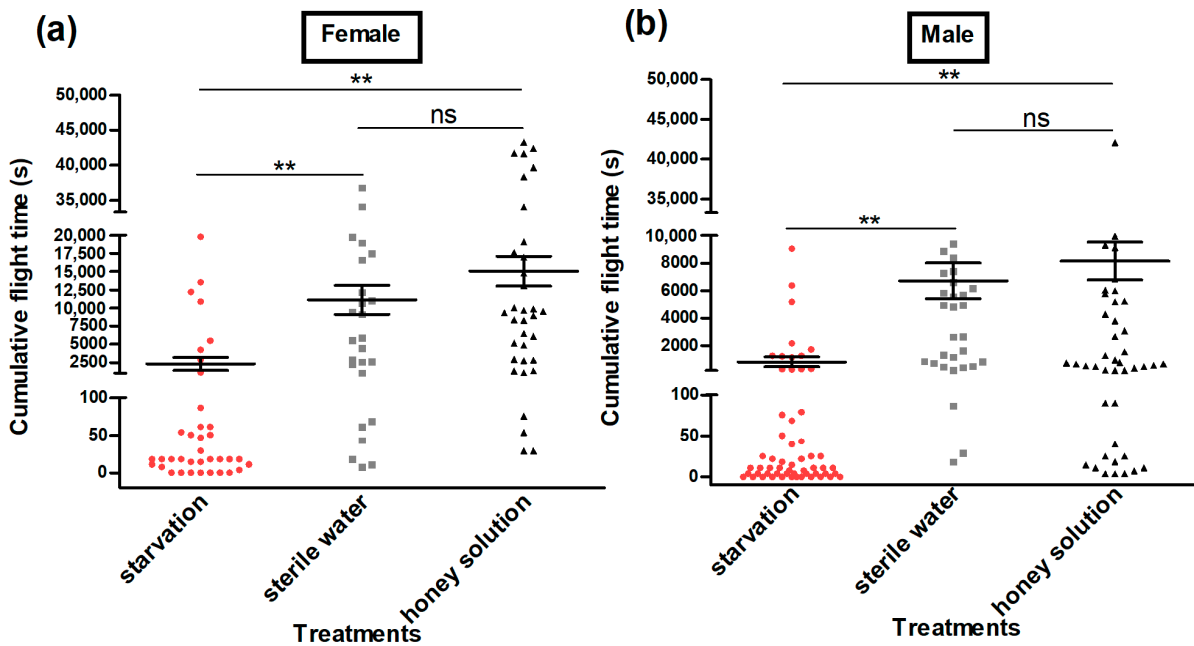 (a)
Female
**
ns
**
50,000
45,000
40,000
35,000
20,000
17,500
15,000
12,500
10,000
7500
5000
2500
100
50
0
Cumulative flight time (s)
starvation
sterile water
honey solution
Treatments
(b)
Male
**
ns
**
50,000
45,000
40,000
35,000
10,000
8000
6000
4000
2000
100
50
0
Cumulative flight time (s)
starvation
sterile water
honey solution
Treatments